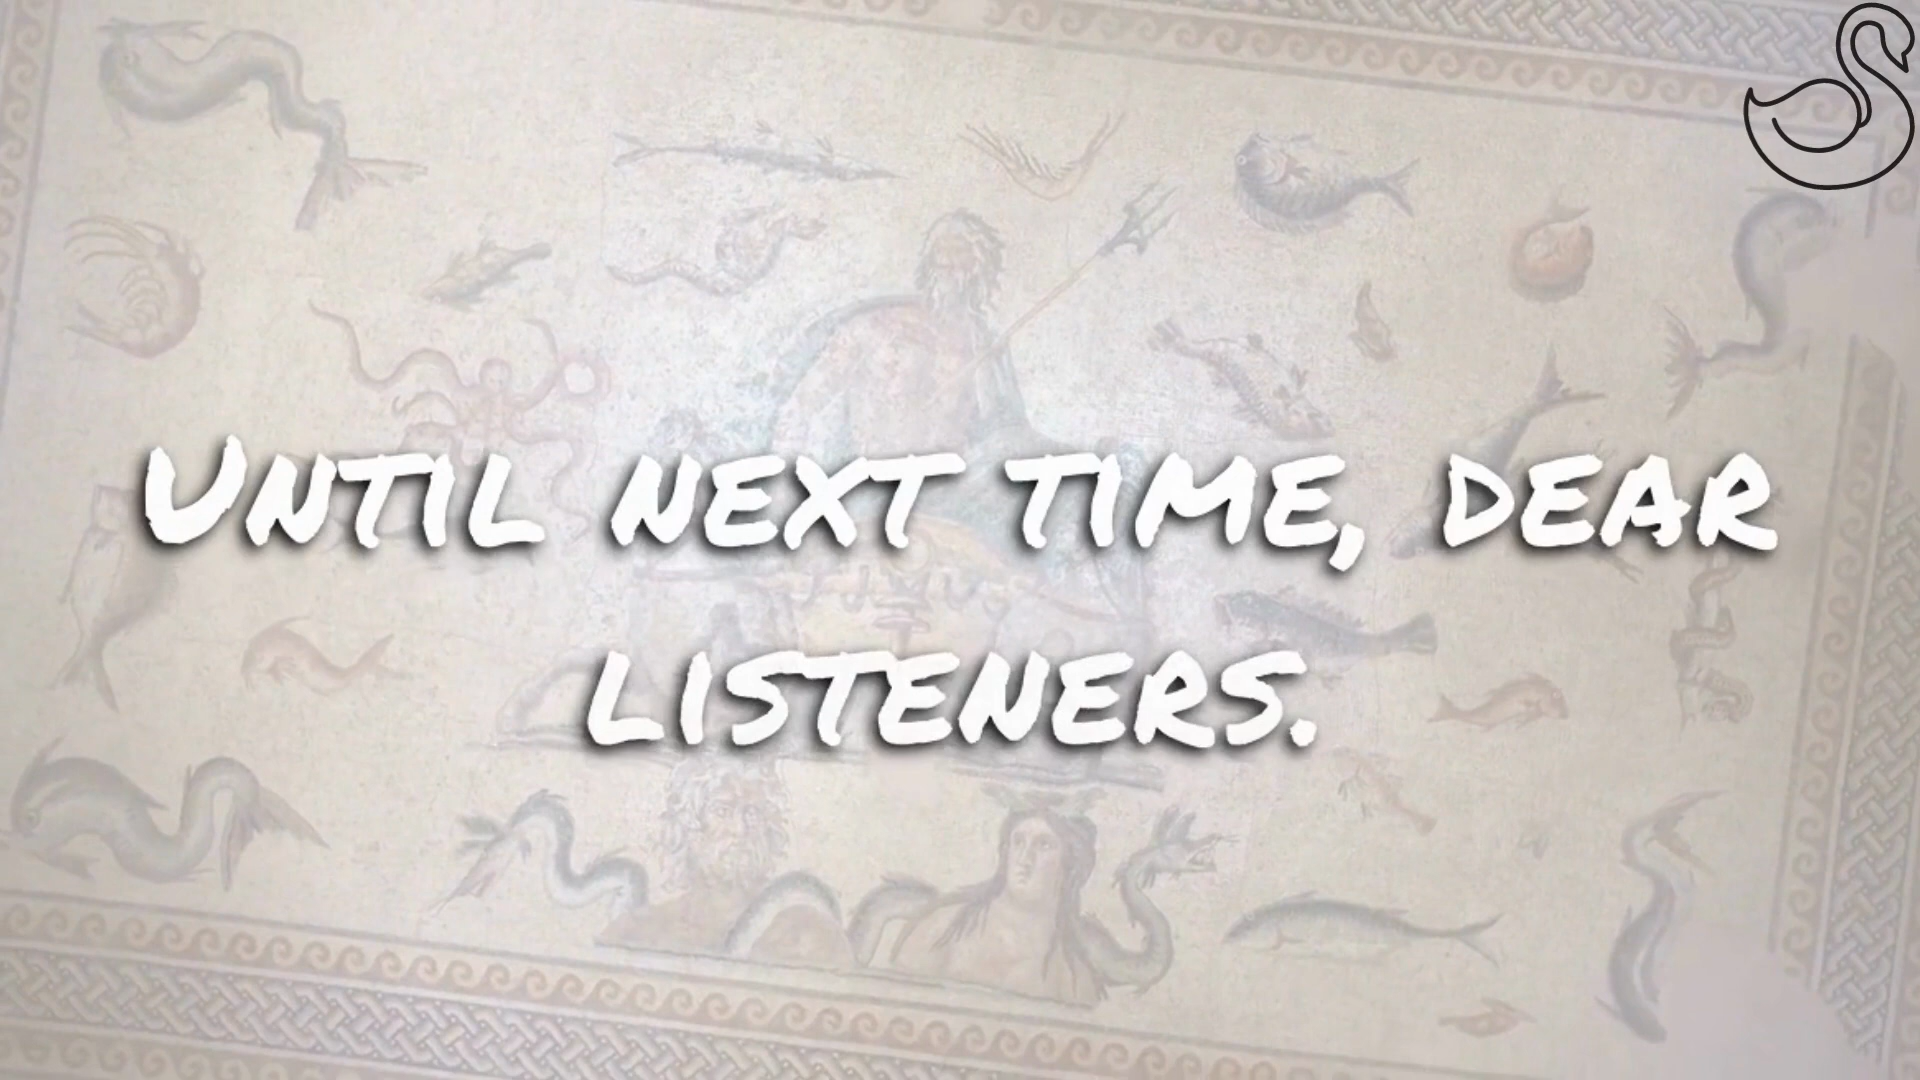 Until next time, dear
listeners.